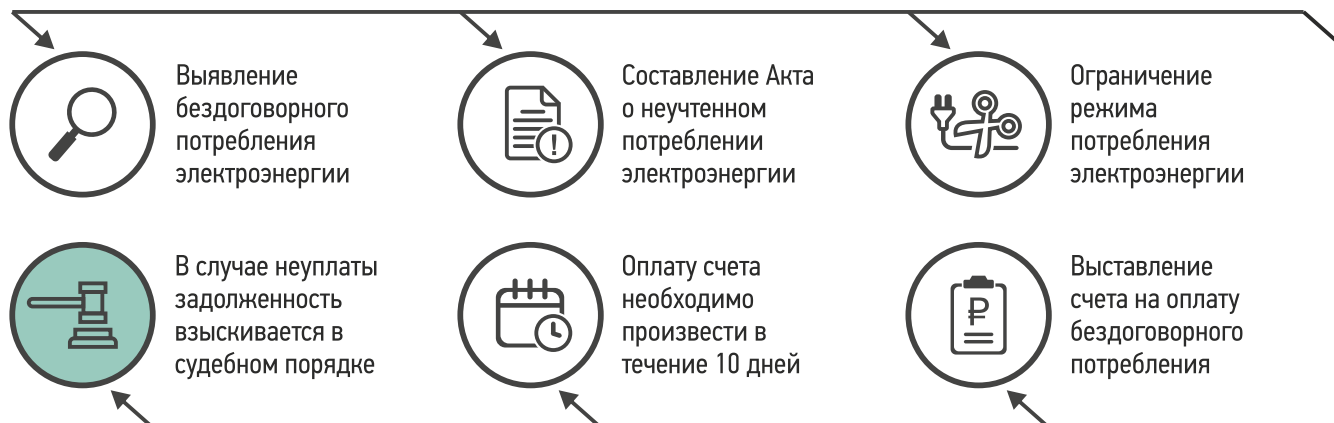 Выявление
бездоговорного
потребления
электроэнергии
Составление Акта
о неучтенном
потреблении
электроэнергии
Ограничение
режима
потребления
электроэнергии
В случае неуплаты
задолженность
взыскивается в
судебном порядке
Оплату счета
необходимо
произвести в
течение 10 дней
Выставление
счета на оплату
бездоговорного
потребления